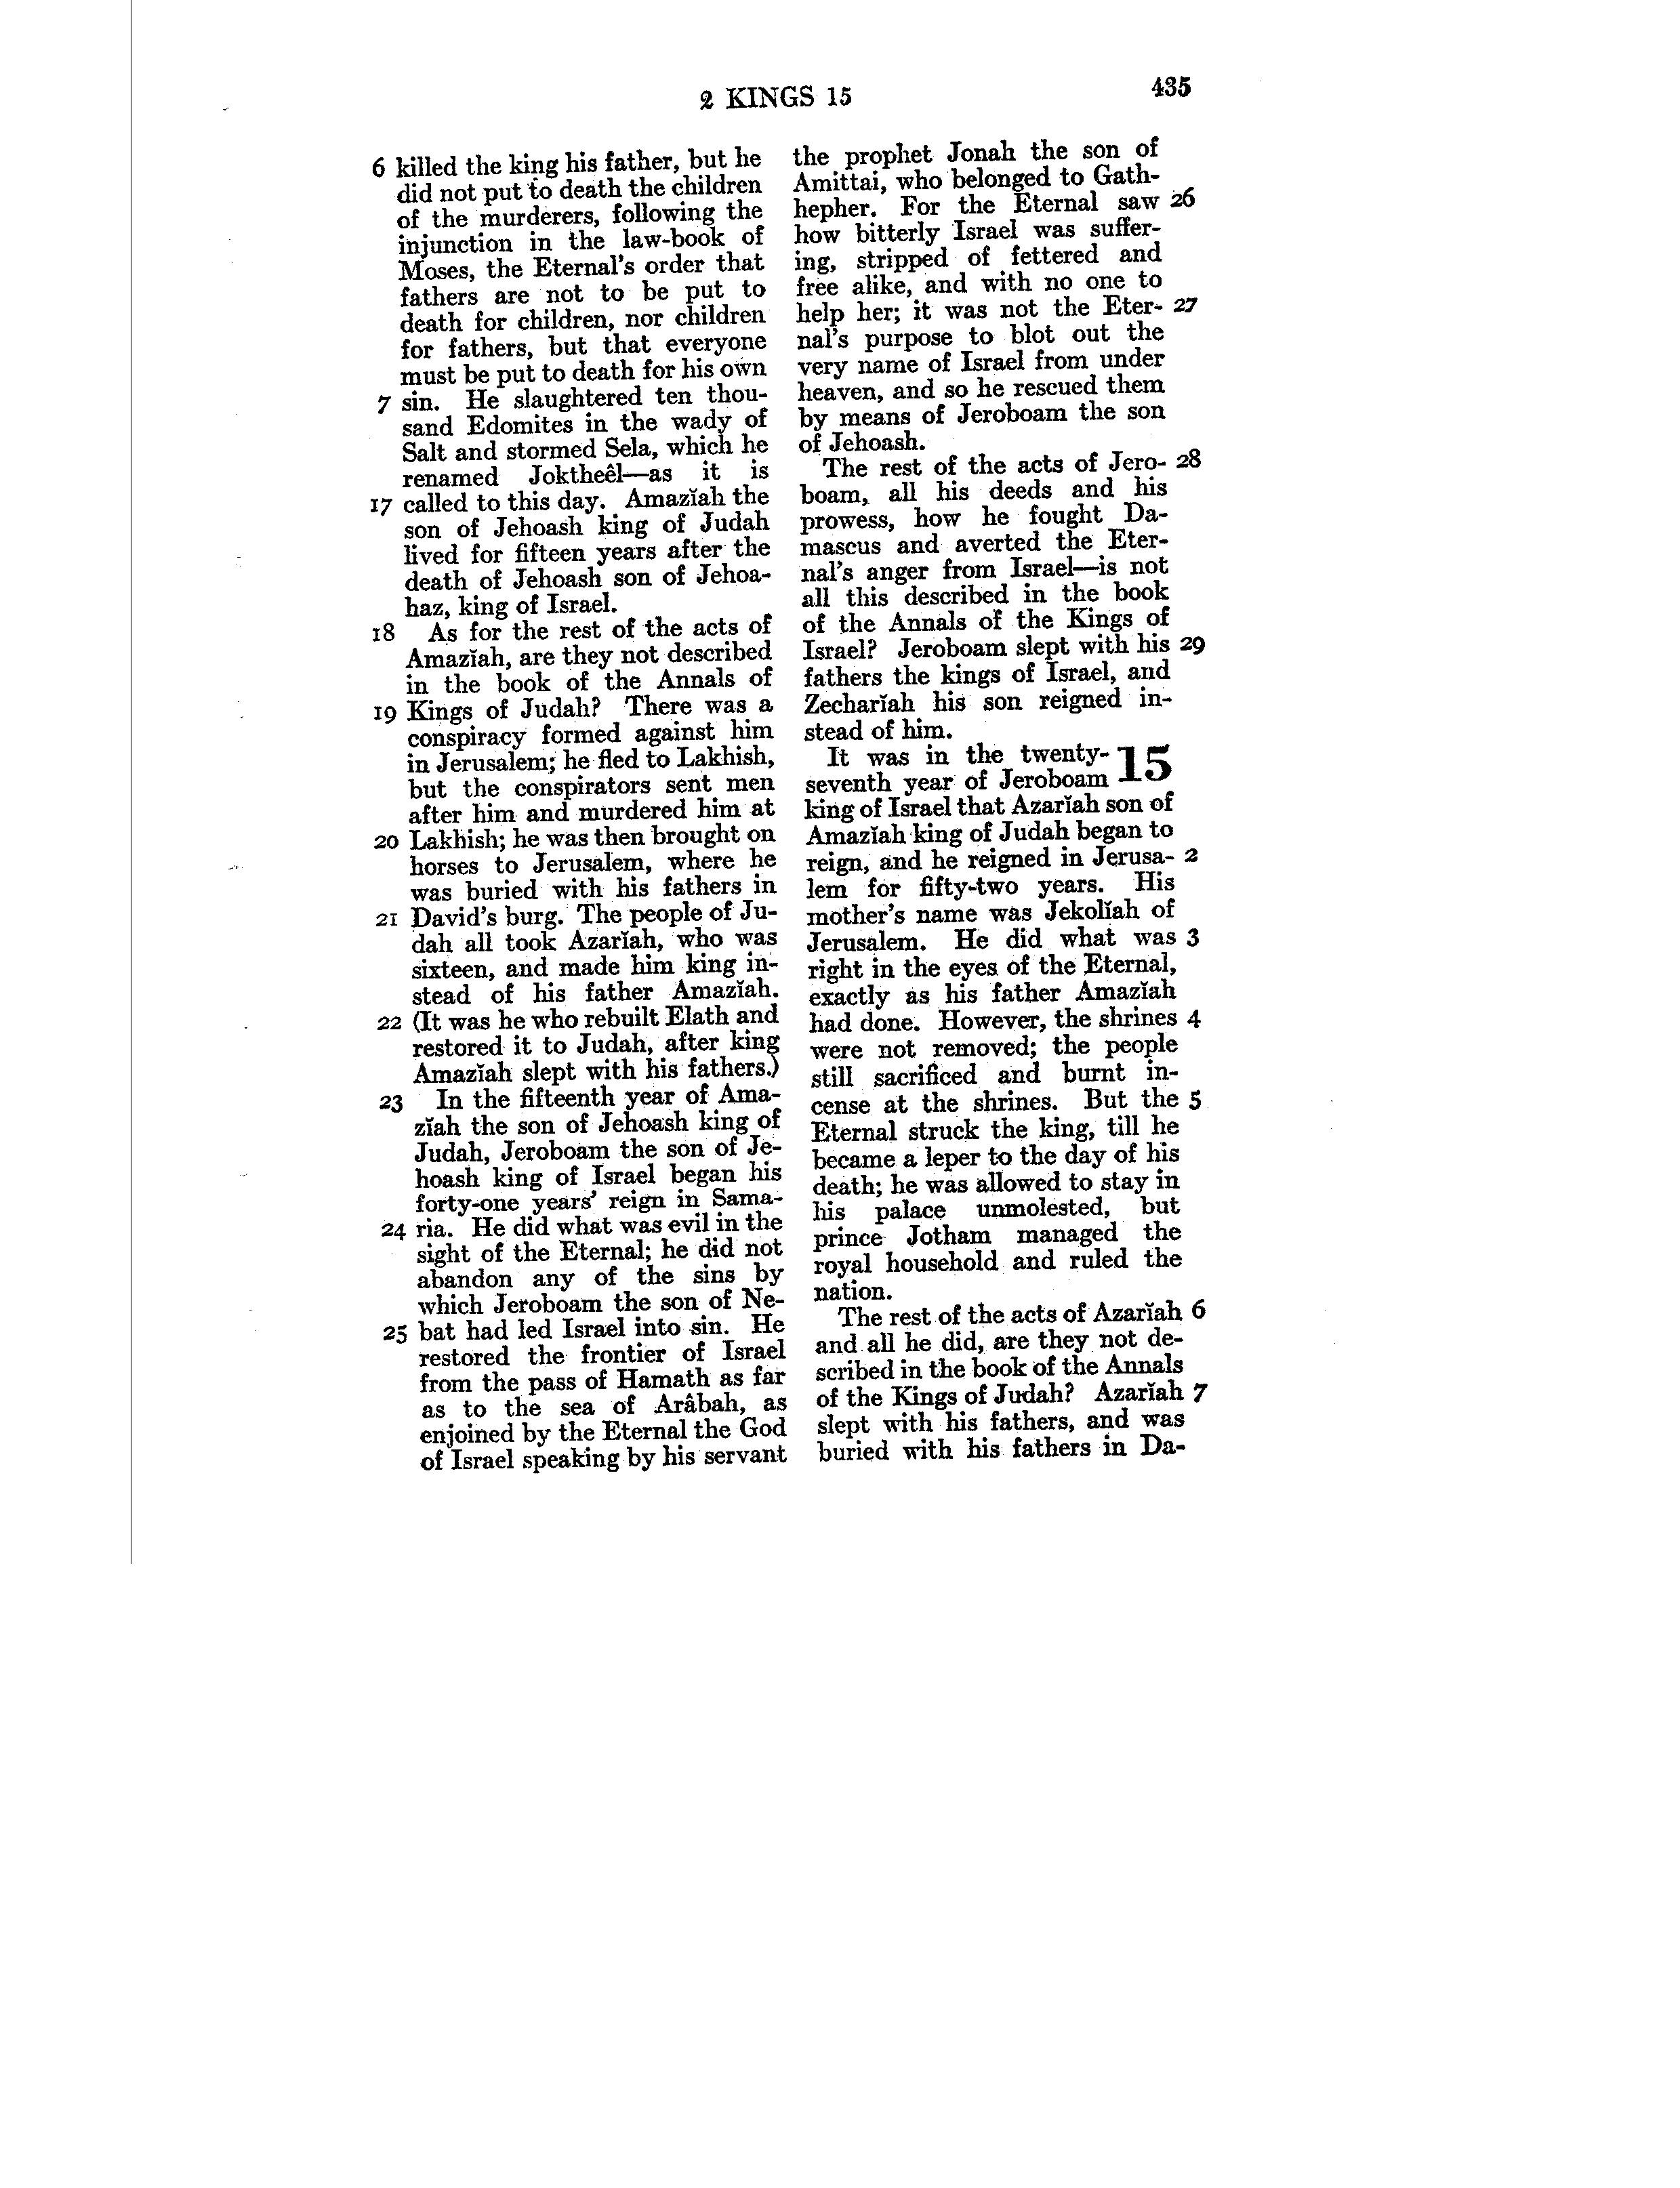 2 KINGS 15
435
6 killed the king his father, but he
did not put to death the children
of the murderers, following the
injunction in the law-book of
Moses, the Eternal's order that
fathers are not to be put to
death for children, nor children
for fathers, but that everyone
must be put to death for his own
7 sin. He slaughtered ten thou-
sand Edomites in the wady of
Salt and stormed Sela, which he
renamed Joktheêl—as it is
17 called to this day. Amazĭah the
son of Jehoash king of Judah
lived for fifteen years after the
death of Jehoash son of Jehoa-
haz, king of Israel.
18 As for the rest of the acts of
Amazĭah, are they not described
in the book of the Annals of
19 Kings of Judah? There was a
conspiracy formed against him
in Jerusalem; he fled to Lakhish,
but the conspirators sent men
after him and murdered him at
20 Lakhish; he was then brought on
horses to Jerusalem, where he
was buried with his fathers in
21 David's burg. The people of Ju-
dah all took Azarĭah, who was
sixteen, and made him king in-
stead of his father Amazĭah.
22 (It was he who rebuilt Elath and
restored it to Judah, after king
Amazĭah slept with his fathers.)
23 In the fifteenth year of Ama-
zĭah the son of Jehoash king of
Judah, Jeroboam the son of Je-
hoash king of Israel began his
forty-one years' reign in Sama-
24 ria. He did what was evil in the
sight of the Eternal; he did not
abandon any of the sins by
which Jeroboam the son of Ne-
25 bat had led Israel into sin. He
restored the frontier of Israel
from the pass of Hamath as far
as to the sea of Arâbah, as
enjoined by the Eternal the God
of Israel speaking by his servant
the prophet Jonah the son of
Amittai, who belonged to Gath-
hepher. For the Eternal saw 26
how bitterly Israel was suffer-
ing, stripped of fettered and
free alike, and with no one to
help her; it was not the Eter- 27
nal's purpose to blot out the
very name of Israel from under
heaven, and so he rescued them
by means of Jeroboam the son
of Jehoash.
The rest of the acts of Jero- 28
boam, all his deeds and his
prowess, how he fought Da-
mascus and averted the Eter-
nal's anger from Israel—is not
all this described in the book
of the Annals of the Kings of
Israel? Jeroboam slept with his 29
fathers the kings of Israel, and
Zecharĭah his son reigned in-
stead of him.
It was in the twenty- 15
seventh year of Jeroboam
king of Israel that Azarĭah son of
Amazĭah king of Judah began to
reign, and he reigned in Jerusa- 2
lem for fifty-two years. His
mother's name was Jekolĭah of
Jerusalem. He did what was 3
right in the eyes of the Eternal,
exactly as his father Amazĭah
had done. However, the shrines 4
were not removed; the people
still sacrificed and burnt in-
cense at the shrines. But the 5
Eternal struck the king, till he
became a leper to the day of his
death; he was allowed to stay in
his palace unmolested, but
prince Jotham managed the
royal household and ruled the
nation.
The rest of the acts of Azarĭah 6
and all he did, are they not de-
scribed in the book of the Annals
of the Kings of Judah? Azarĭah 7
slept with his fathers, and was
buried with his fathers in Da-